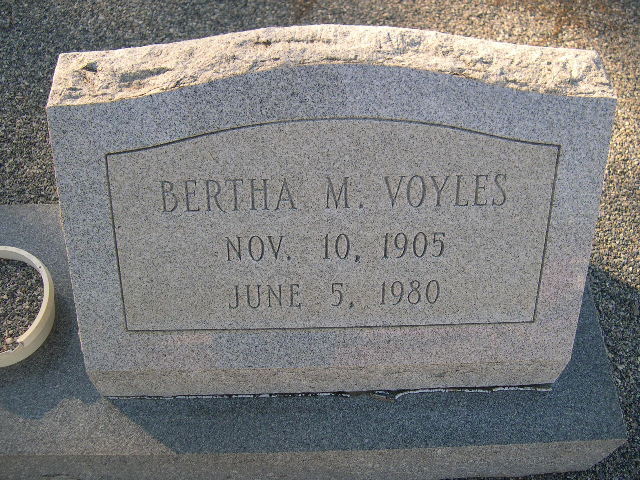 BERTHA M. VOYLES
NOV. 10, 1905
JUNE 5, 1980